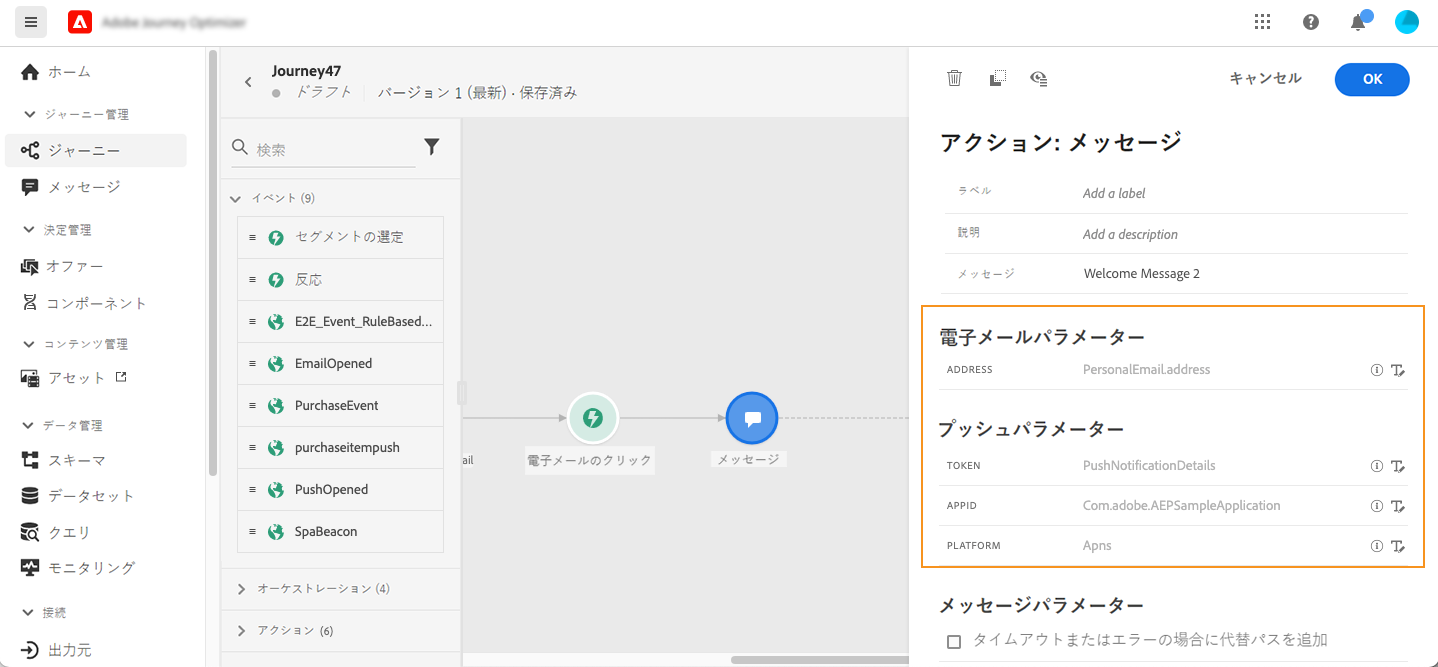 Adobe Journey Optimizer
ホーム
ジャーニー管理
ジャーニー
メッセージ
決定管理
オファー
コンポーネント
コンテンツ管理
アセット
データ管理
スキーマ
データセット
クエリ
モニタリング
接続
出力元
Journey47
ドラフト
バージョン 1 (最新) · 保存済み
検索
イベント (9)
セグメントの選定
反応
E2E_Event_RuleBased...
EmailOpened
PurchaseEvent
purchaseitempush
PushOpened
SpaBeacon
オーケストレーション (4)
アクション (6)
ail
電子メールのクリック
メッセージ
キャンセル
OK
アクション: メッセージ
ラベル
Add a label
説明
Add a description
メッセージ
Welcome Message 2
電子メールパラメーター
ADDRESS
PersonalEmail.address
プッシュパラメーター
TOKEN
PushNotificationDetails
APPID
Com.adobe.AEPSampleApplication
PLATFORM
Apns
メッセージパラメーター
タイムアウトまたはエラーの場合に代替パスを追加